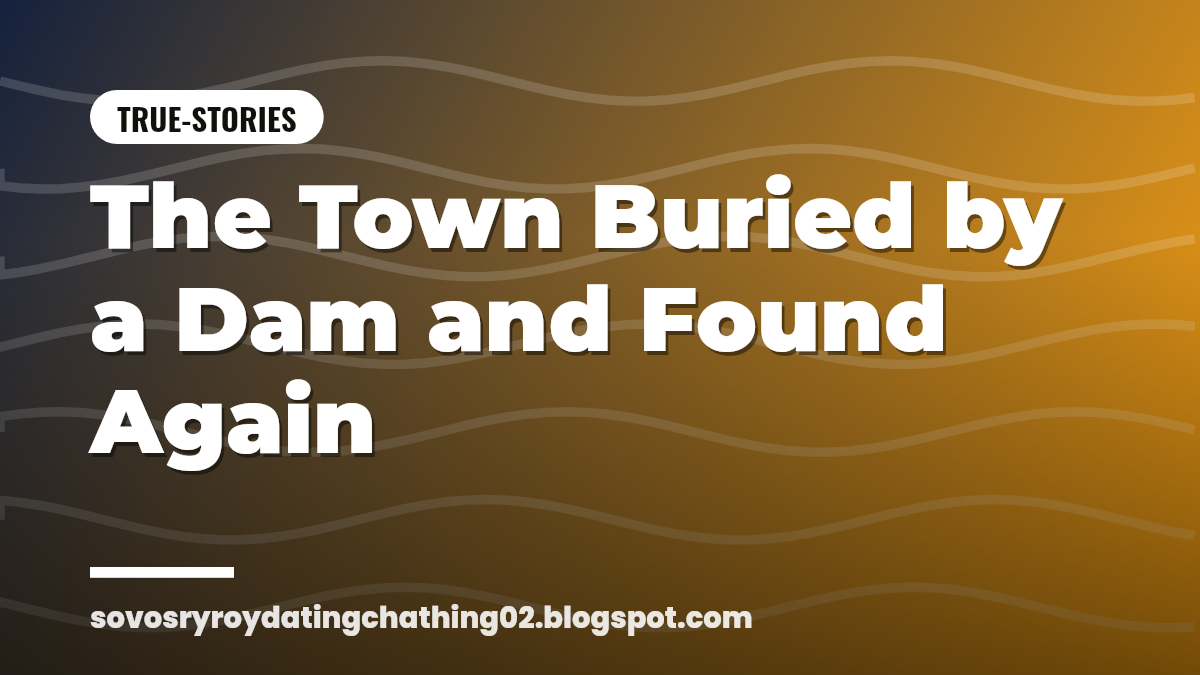 TRUE-STORIES
The Town Buried by
a Dam and Found
Again
sovosryroydatingchathing02.blogspot.com